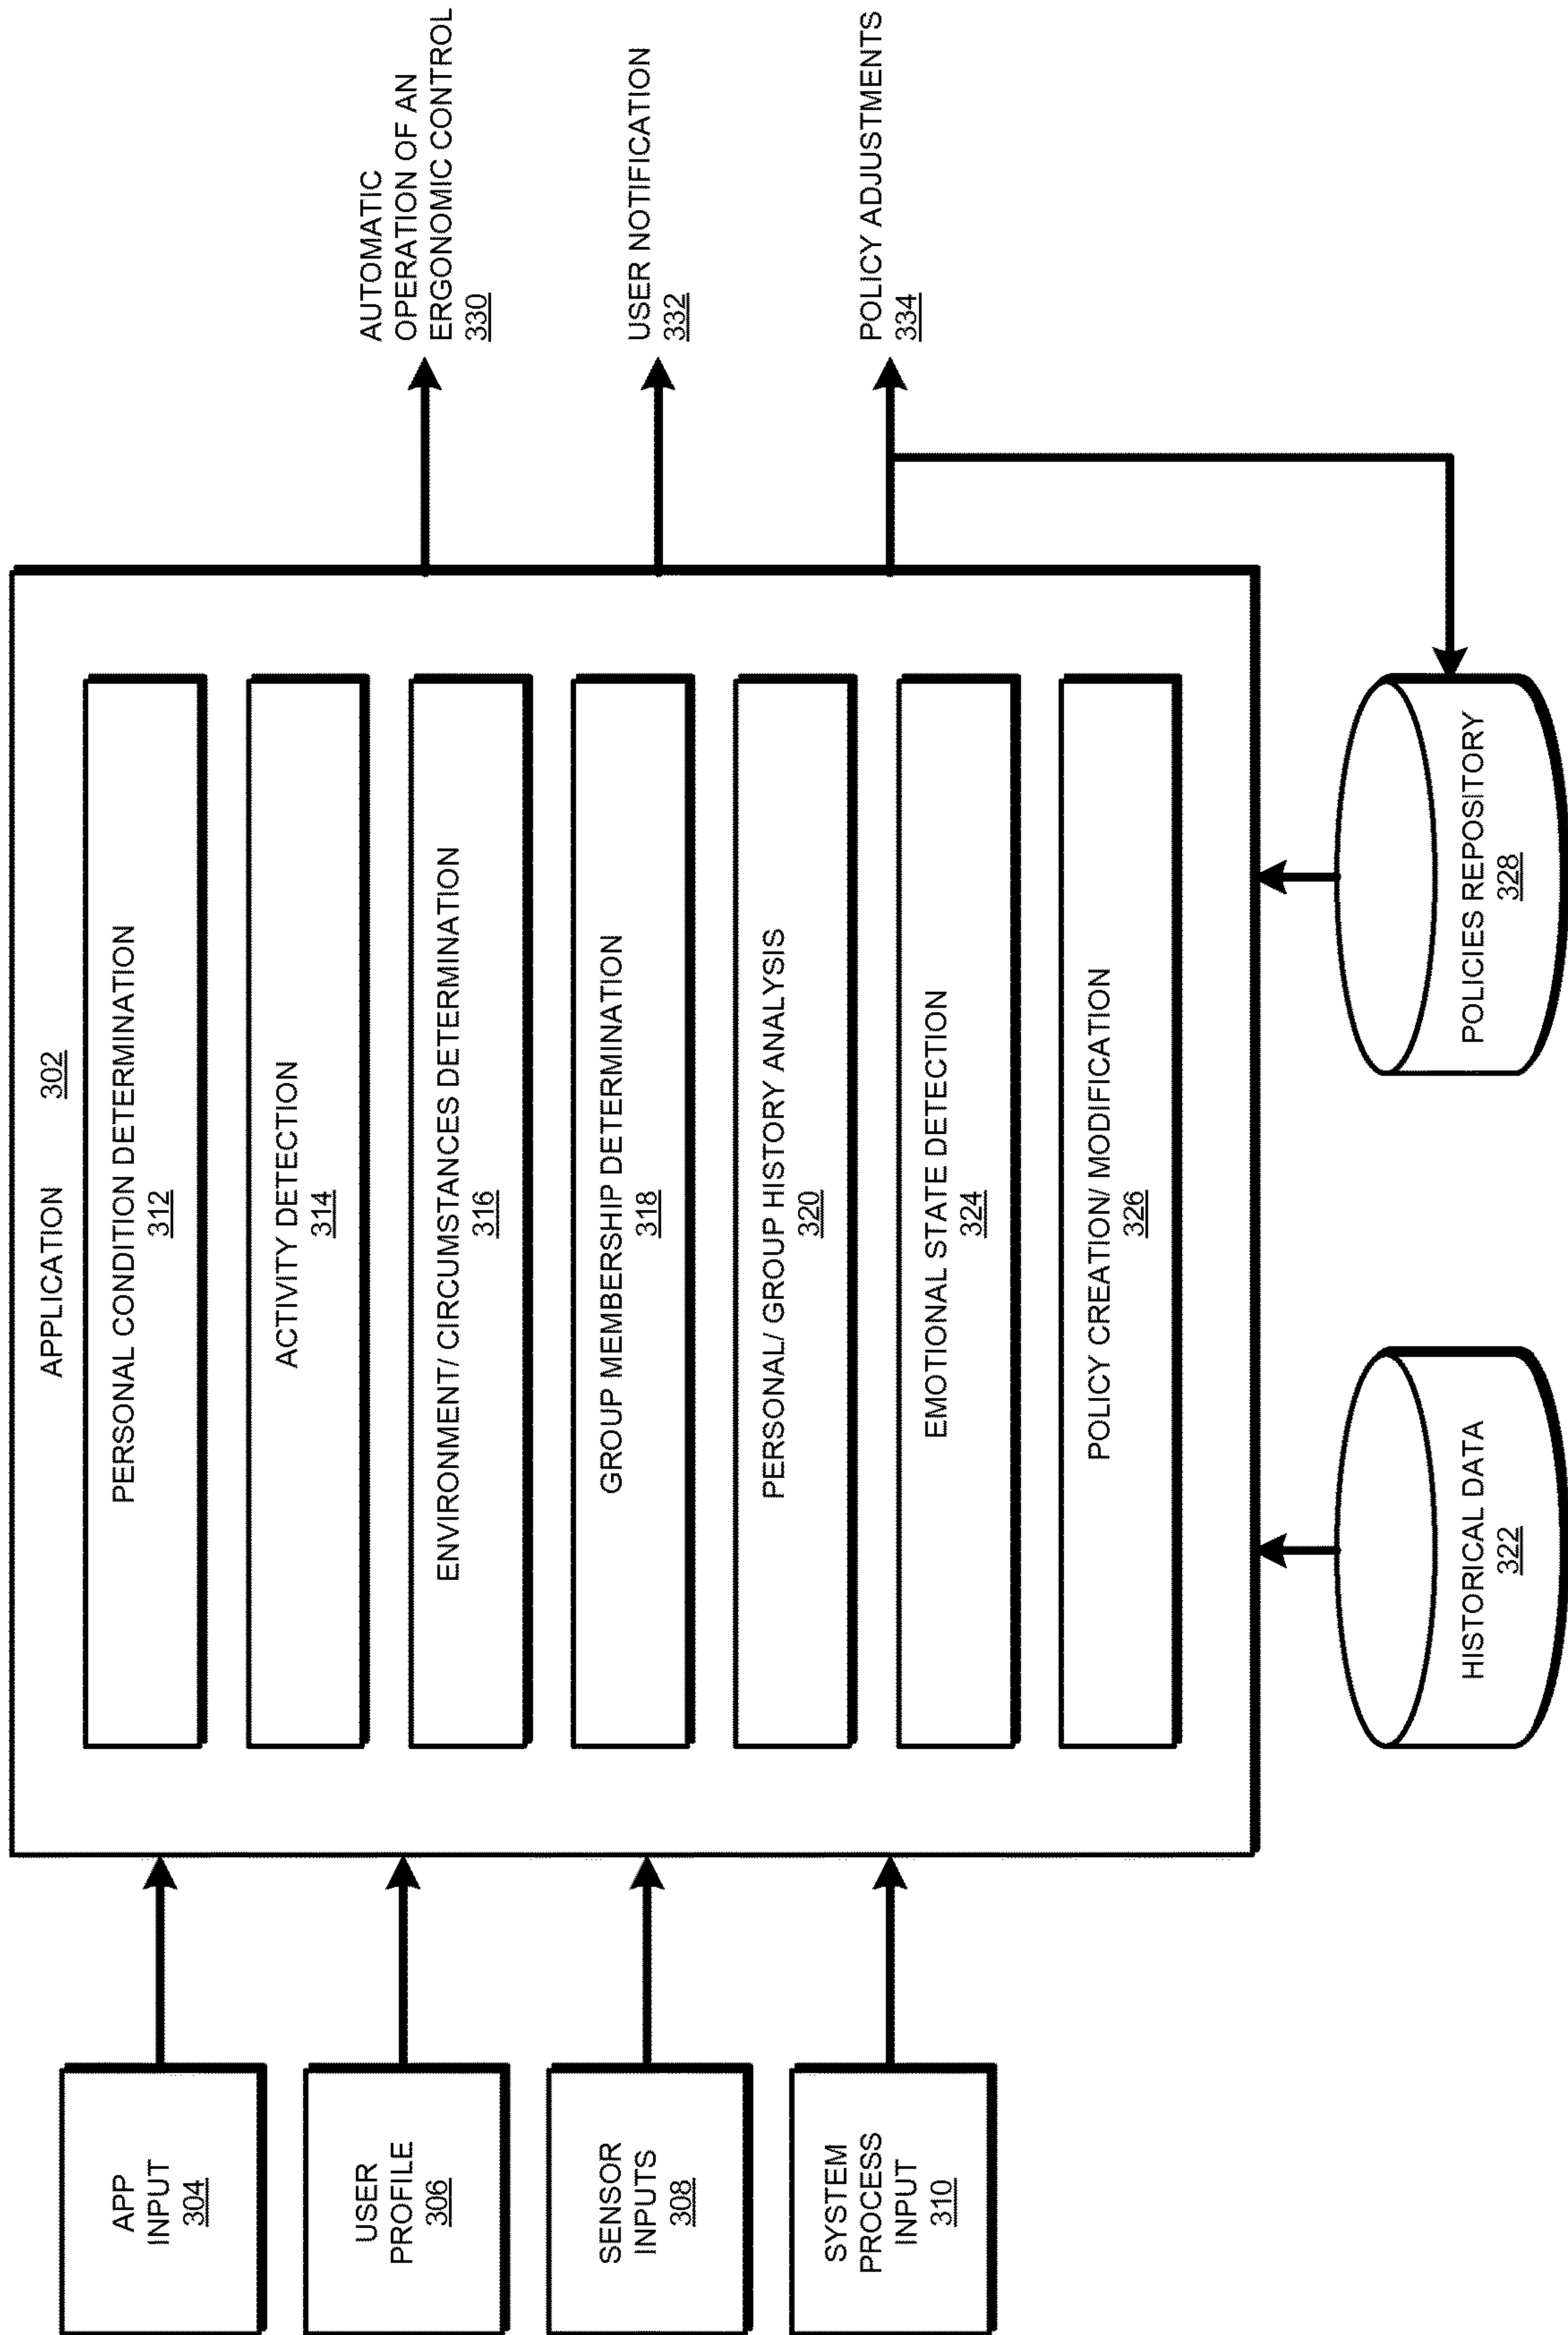 APP
INPUT
304
USER
PROFILE
306
SENSOR
INPUTS
308
SYSTEM
PROCESS
INPUT
310
APPLICATION 302
PERSONAL CONDITION DETERMINATION
312
ACTIVITY DETECTION
314
ENVIRONMENT/ CIRCUMSTANCES DETERMINATION
316
GROUP MEMBERSHIP DETERMINATION
318
PERSONAL/ GROUP HISTORY ANALYSIS
320
EMOTIONAL STATE DETECTION
324
POLICY CREATION/ MODIFICATION
326
HISTORICAL DATA
322
POLICIES REPOSITORY
328
AUTOMATIC
OPERATION OF AN
ERGONOMIC CONTROL
330
USER NOTIFICATION
332
POLICY ADJUSTMENTS
334